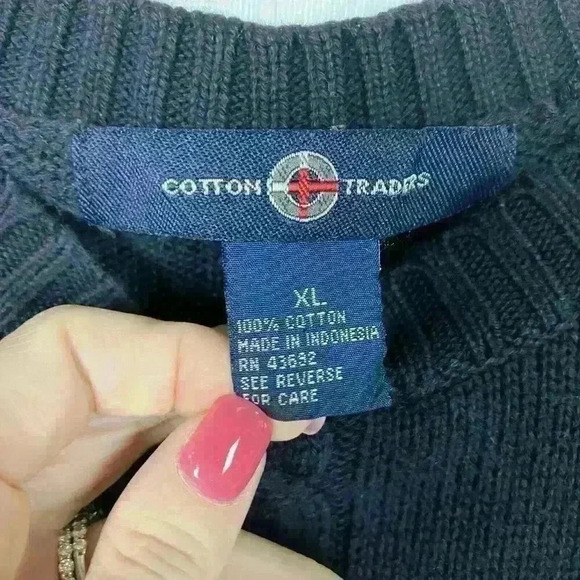 COTTON TRADERS
XL
100% COTTON
MADE IN INDONESIA
RN 43692
SEE REVERSE
FOR CARE